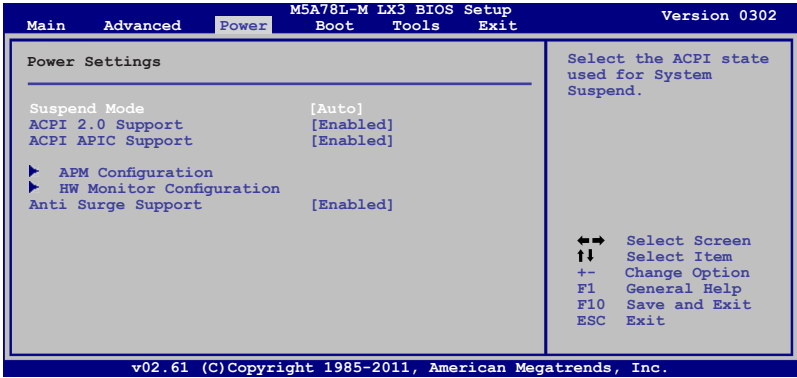 M5A78L-M LX3 BIOS Setup
Version 0302
Main Advanced Power Boot Tools Exit
Power Settings
Suspend Mode [Auto]
ACPI 2.0 Support [Enabled]
ACPI APIC Support [Enabled]
APM Configuration
HW Monitor Configuration
Anti Surge Support [Enabled]
Select the ACPI state
used for System
Suspend.
Select Screen
Select Item
+- Change Option
F1 General Help
F10 Save and Exit
ESC Exit
v02.61 (C)Copyright 1985-2011, American Megatrends, Inc.